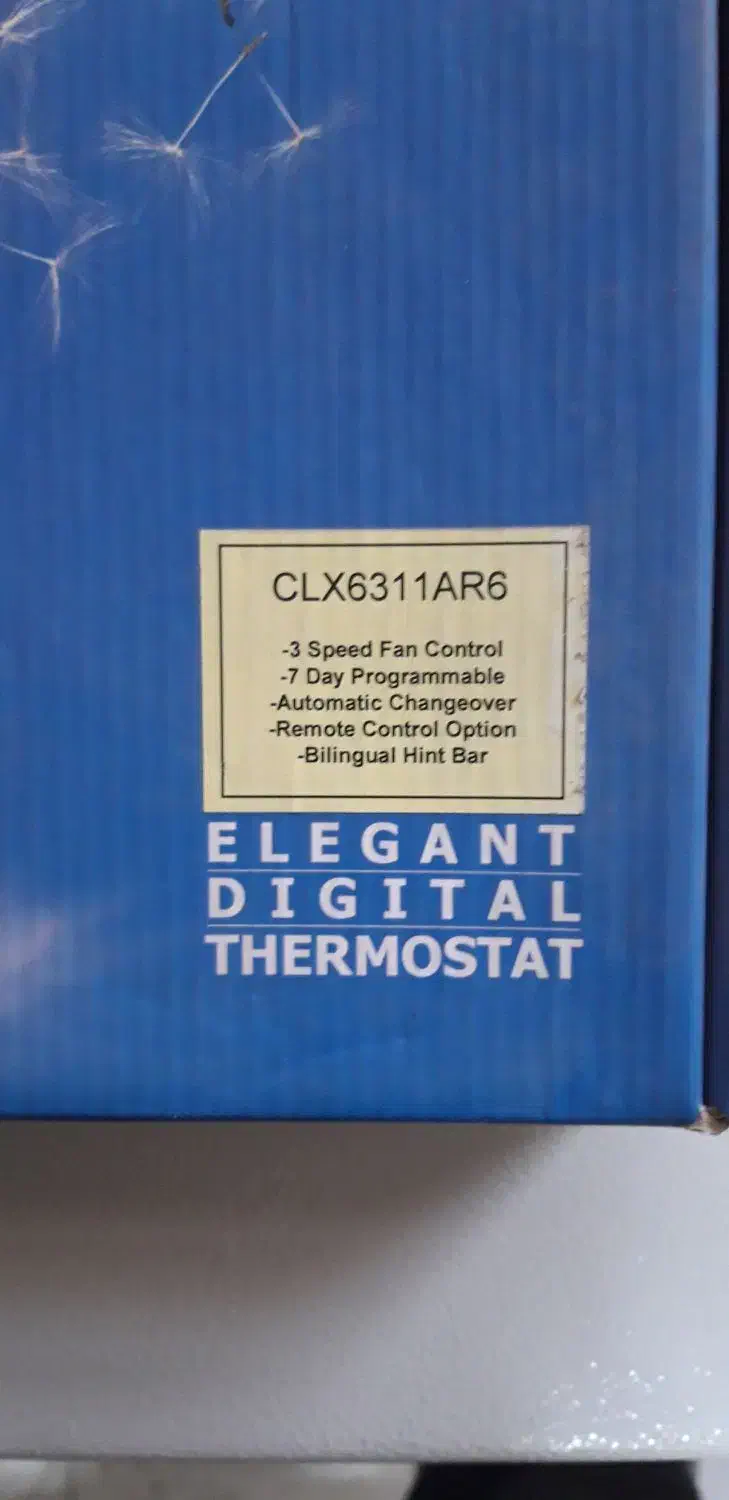 CLX6311AR6
-3 Speed Fan Control
-7 Day Programmable
-Automatic Changeover
-Remote Control Option
-Bilingual Hint Bar
ELEGANT
DIGITAL
THERMOSTAT